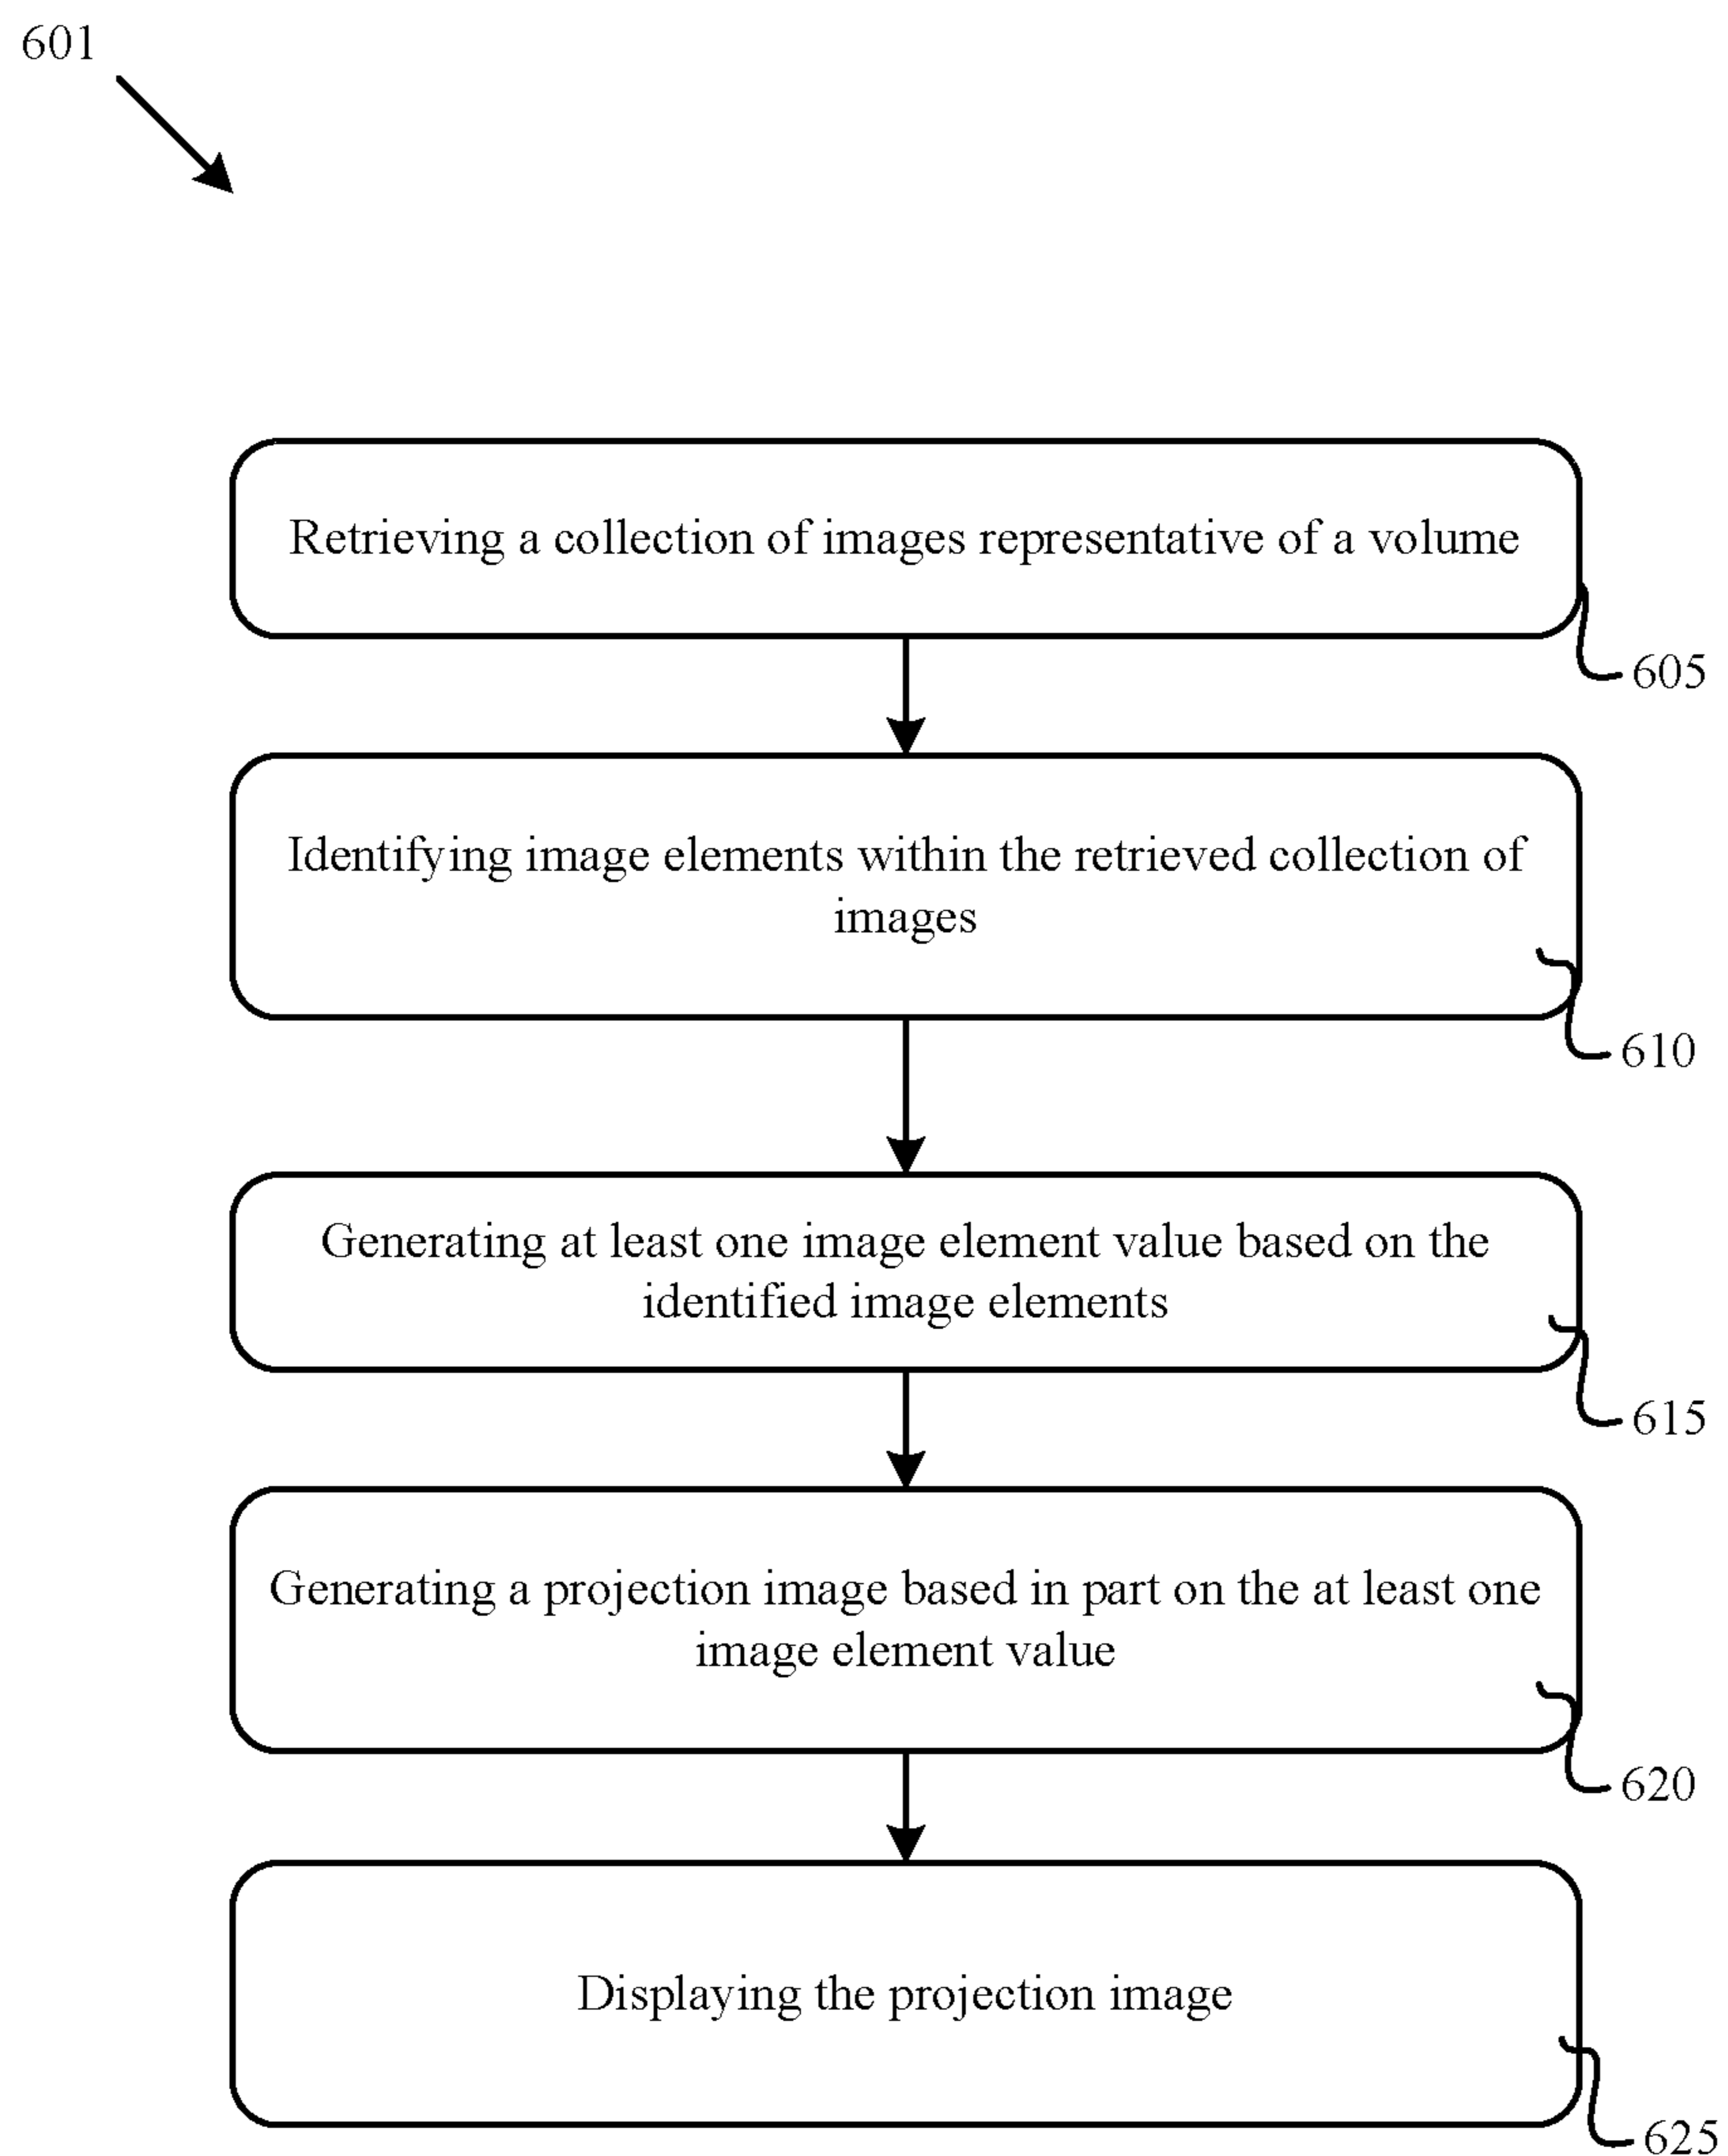 601
Retrieving a collection of images representative of a volume
605
Identifying image elements within the retrieved collection of
images
610
Generating at least one image element value based on the
identified image elements
615
Generating a projection image based in part on the at least one
image element value
620
Displaying the projection image
625